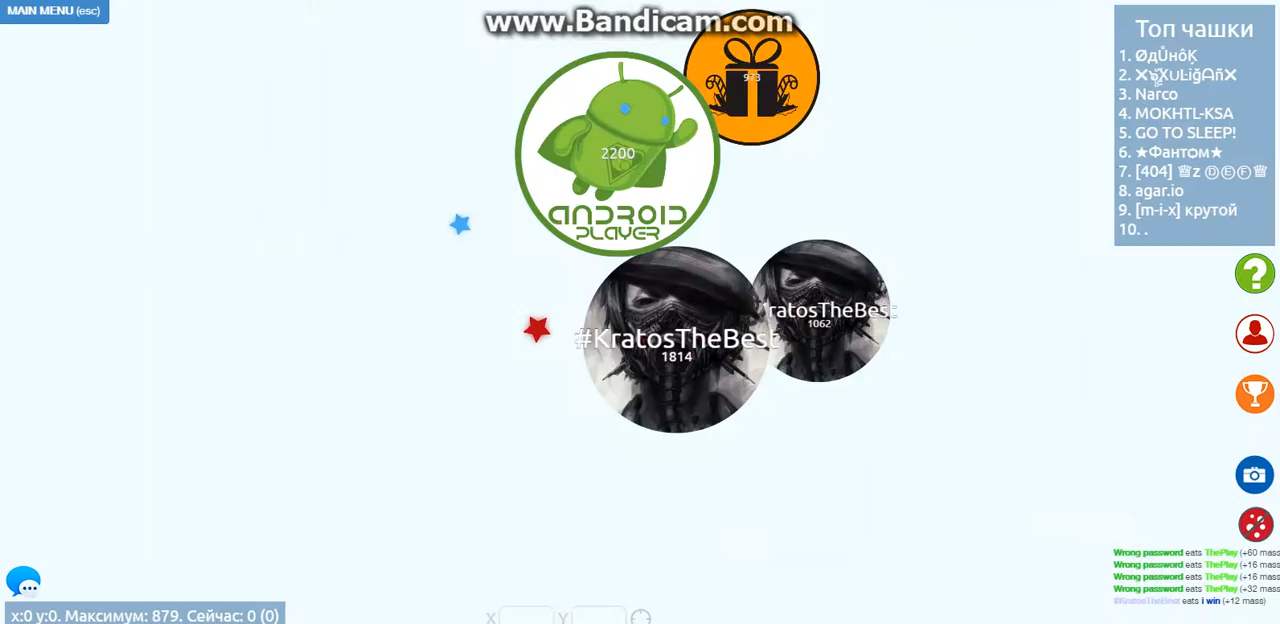 MAIN MENU (esc)
www.Bandicam.com
973
2200
ANDROID
PLAYER
#KratosTheBest
1814
ratosTheBest
1062
Топ чашки
1. ØдŮнôĶ
3. Narco
4. MOKHTL-KSA
5. GO TO SLEEP!
6. ★Фантом★
7. [404] ♕z ⒹⒺⒻ♕
8. agar.io
9. [m-i-x] крутой
10. .
Wrong password eats ThePlay (+60 mass
Wrong password eats ThePlay (+16 mass
Wrong password eats ThePlay (+16 mass
Wrong password eats ThePlay (+32 mass
#KratosTheBest eats i win (+12 mass)
x:0 y:0. Максимум: 879. Сейчас: 0 (0)
X Y